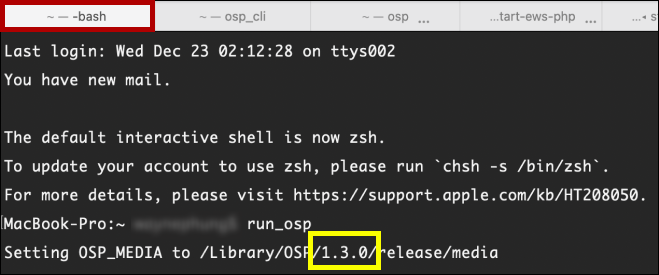 ~ — -bash
~ — osp_cli
~ — osp ...
...tart-ews-php ...
...◂ s
Last login: Wed Dec 23 02:12:28 on ttys002
You have new mail.
The default interactive shell is now zsh.
To update your account to use zsh, please run `chsh -s /bin/zsh`.
For more details, please visit https://support.apple.com/kb/HT208050.
MacBook-Pro:~ run_osp
Setting OSP_MEDIA to /Library/OSP/1.3.0/release/media